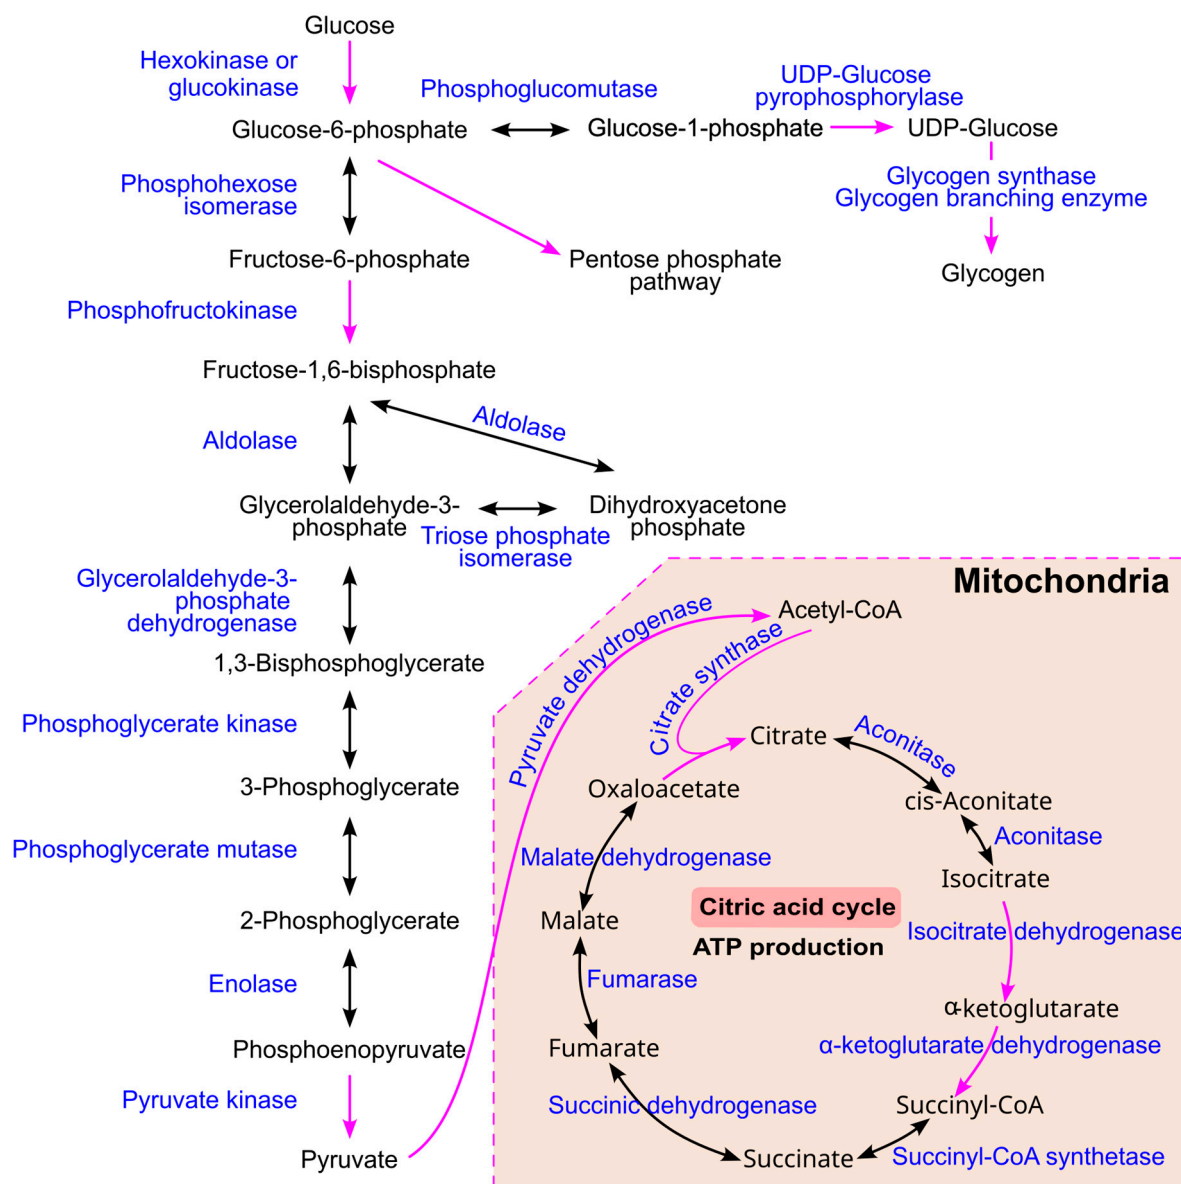 Glucose
Hexokinase or
glucokinase
Phosphoglucomutase
UDP-Glucose
pyrophosphorylase
Glucose-6-phosphate
Glucose-1-phosphate
UDP-Glucose
Phosphohexose
isomerase
Glycogen synthase
Glycogen branching enzyme
Fructose-6-phosphate
Pentose phosphate
pathway
Glycogen
Phosphofructokinase
Fructose-1,6-bisphosphate
Aldolase
Aldolase
Glycerolaldehyde-3-
phosphate
Dihydroxyacetone
phosphate
Triose phosphate
isomerase
Glycerolaldehyde-3-
phosphate
dehydrogenase
1,3-Bisphosphoglycerate
Phosphoglycerate kinase
3-Phosphoglycerate
Phosphoglycerate mutase
2-Phosphoglycerate
Enolase
Phosphoenopyruvate
Pyruvate kinase
Pyruvate
Mitochondria
Pyruvate dehydrogenase
Acetyl-CoA
Citrate synthase
Citrate
Aconitase
Oxaloacetate
cis-Aconitate
Aconitase
Malate dehydrogenase
Isocitrate
Citric acid cycle
Malate
Isocitrate dehydrogenase
ATP production
Fumarase
α-ketoglutarate
Fumarate
α-ketoglutarate dehydrogenase
Succinic dehydrogenase
Succinyl-CoA
Succinate
Succinyl-CoA synthetase